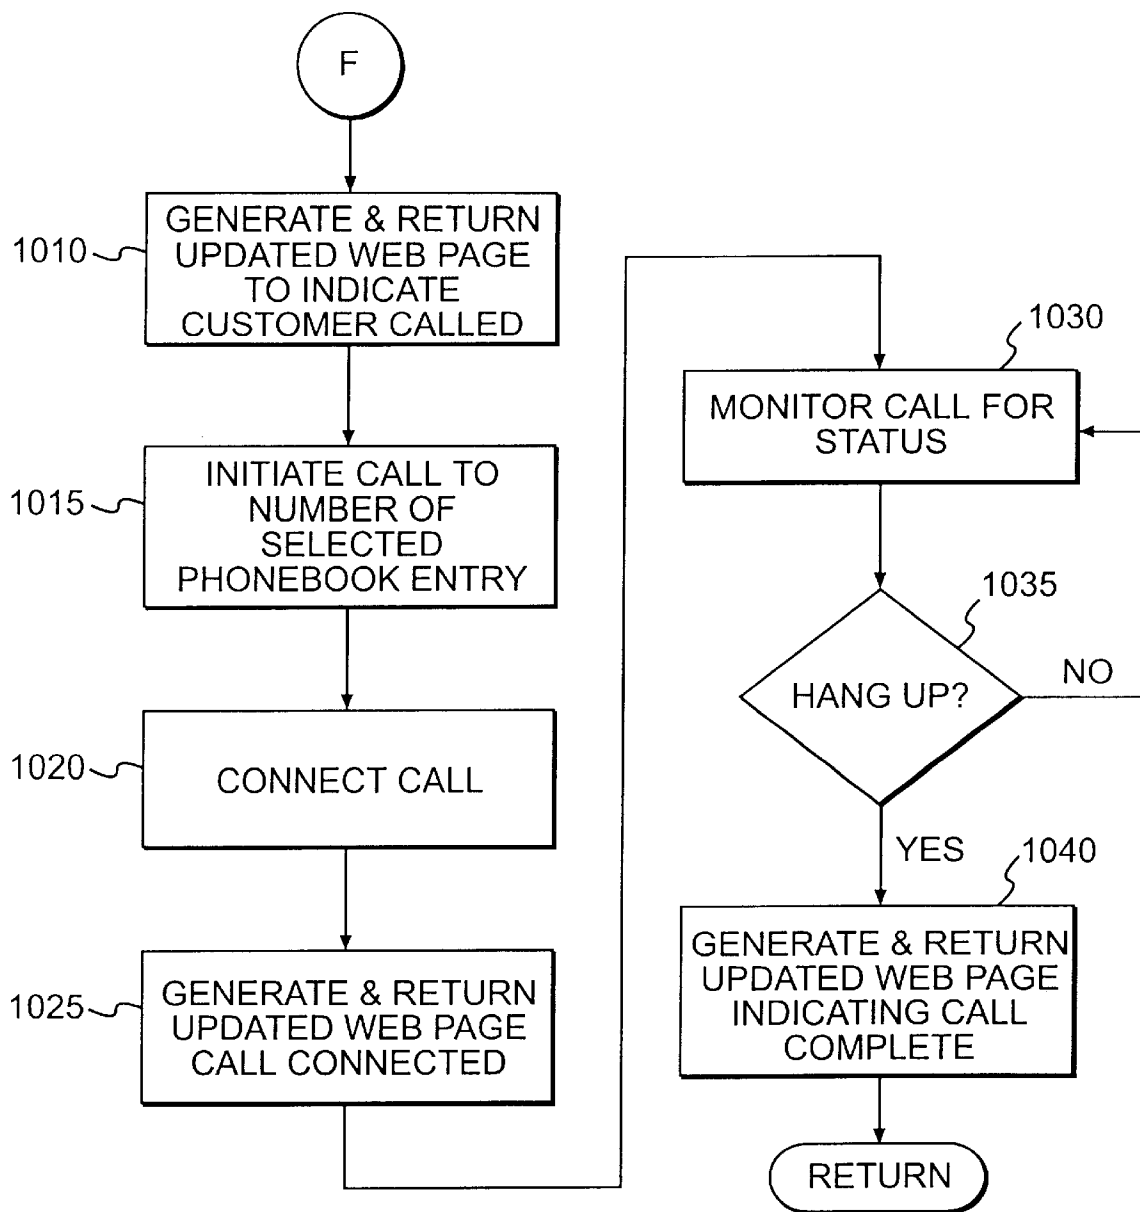 F
1010
GENERATE & RETURN
UPDATED WEB PAGE
TO INDICATE
CUSTOMER CALLED
1015
INITIATE CALL TO
NUMBER OF
SELECTED
PHONEBOOK ENTRY
1020
CONNECT CALL
1025
GENERATE & RETURN
UPDATED WEB PAGE
CALL CONNECTED
1030
MONITOR CALL FOR
STATUS
1035
HANG UP?
NO
YES
1040
GENERATE & RETURN
UPDATED WEB PAGE
INDICATING CALL
COMPLETE
RETURN